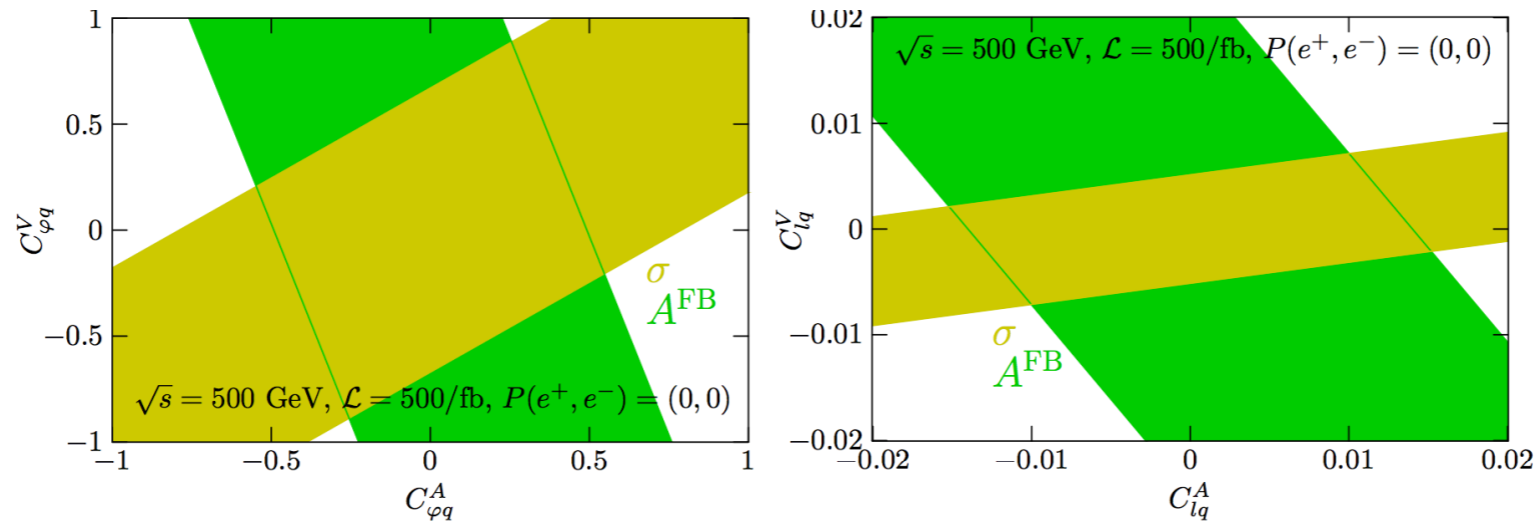 1
0.5
0
−0.5
−1
−1
−0.5
0
0.5
1
C^V_{φq}
C^A_{φq}
σ
A^FB
√s = 500 GeV, ℒ = 500/fb, P(e⁺, e⁻) = (0, 0)
0.02
0.01
0
−0.01
−0.02
−0.02
−0.01
0
0.01
0.02
C^V_{lq}
C^A_{lq}
√s = 500 GeV, ℒ = 500/fb, P(e⁺, e⁻) = (0, 0)
σ
A^FB